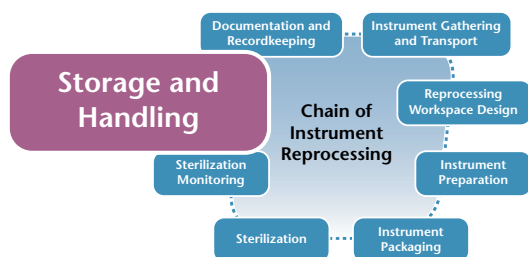 Documentation and
Recordkeeping
Instrument Gathering
and Transport
Storage and
Handling
Reprocessing
Workspace Design
Chain of
Instrument
Reprocessing
Sterilization
Monitoring
Instrument
Preparation
Sterilization
Instrument
Packaging